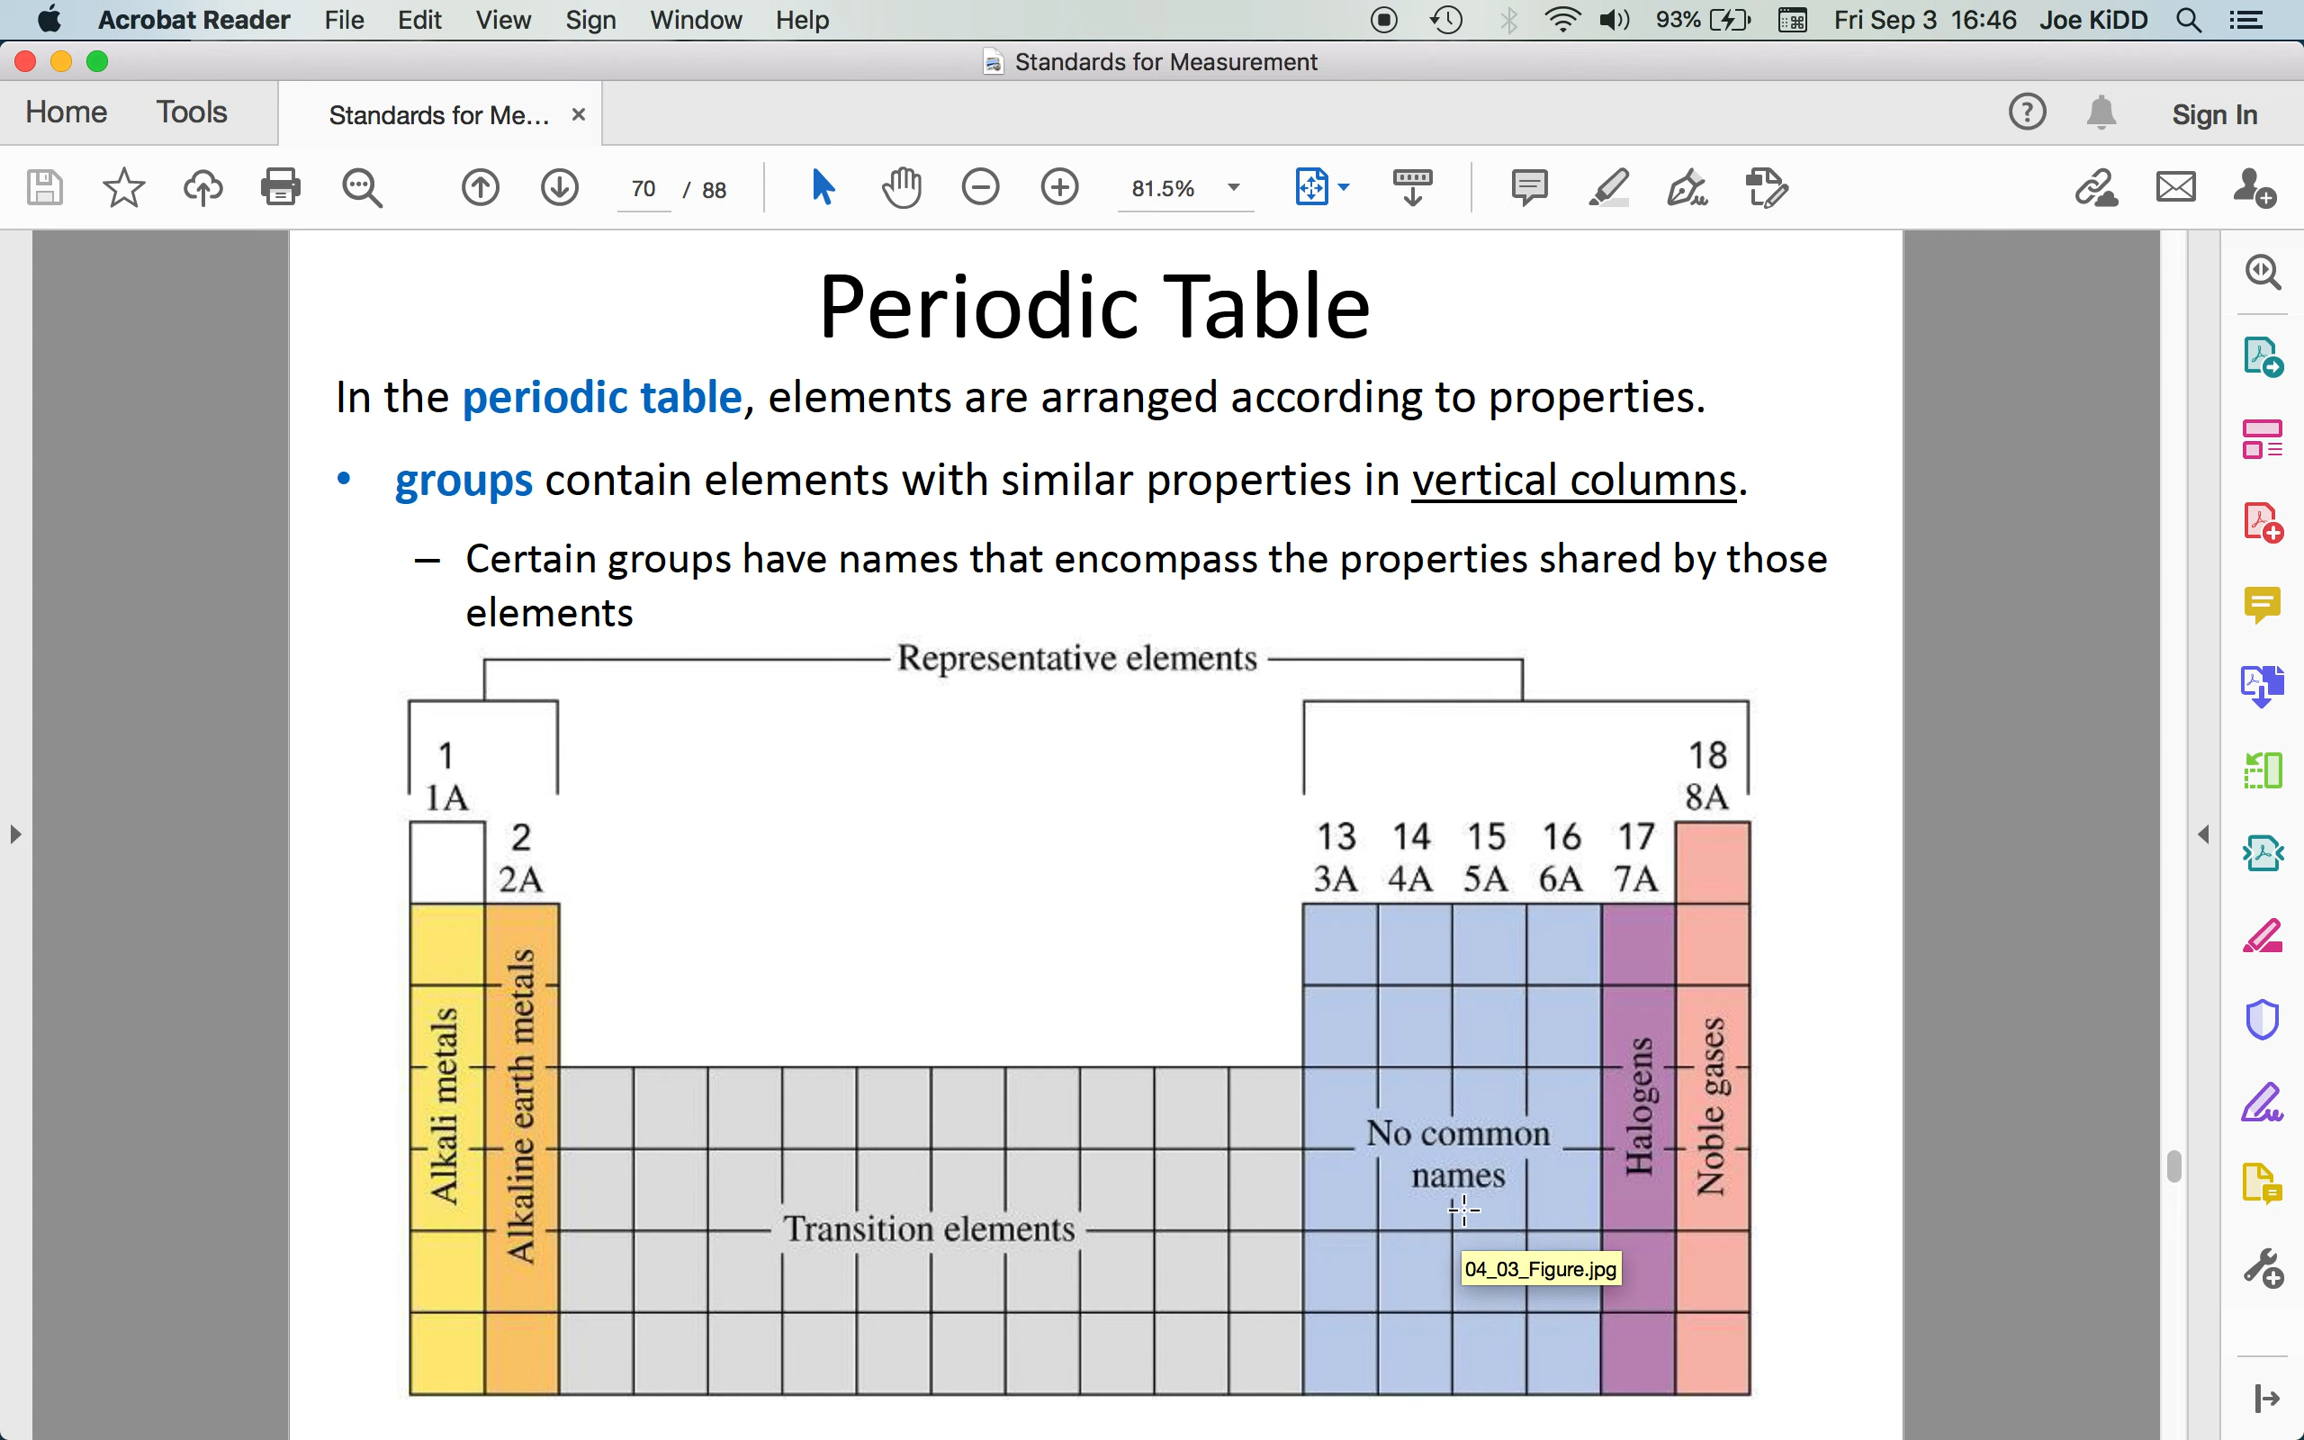 Acrobat Reader File Edit View Sign Window Help 93% Fri Sep 3 16:46 Joe KiDD
Standards for Measurement
Home Tools Standards for Me... × Sign In
70 / 88 81.5%
Periodic Table
In the periodic table, elements are arranged according to properties.
• groups contain elements with similar properties in vertical columns.
– Certain groups have names that encompass the properties shared by those
elements
Representative elements
1 18
1A 8A
2 13 14 15 16 17
2A 3A 4A 5A 6A 7A
Alkali metals
Alkaline earth metals
Transition elements
No common
names
Halogens
Noble gases
04_03_Figure.jpg